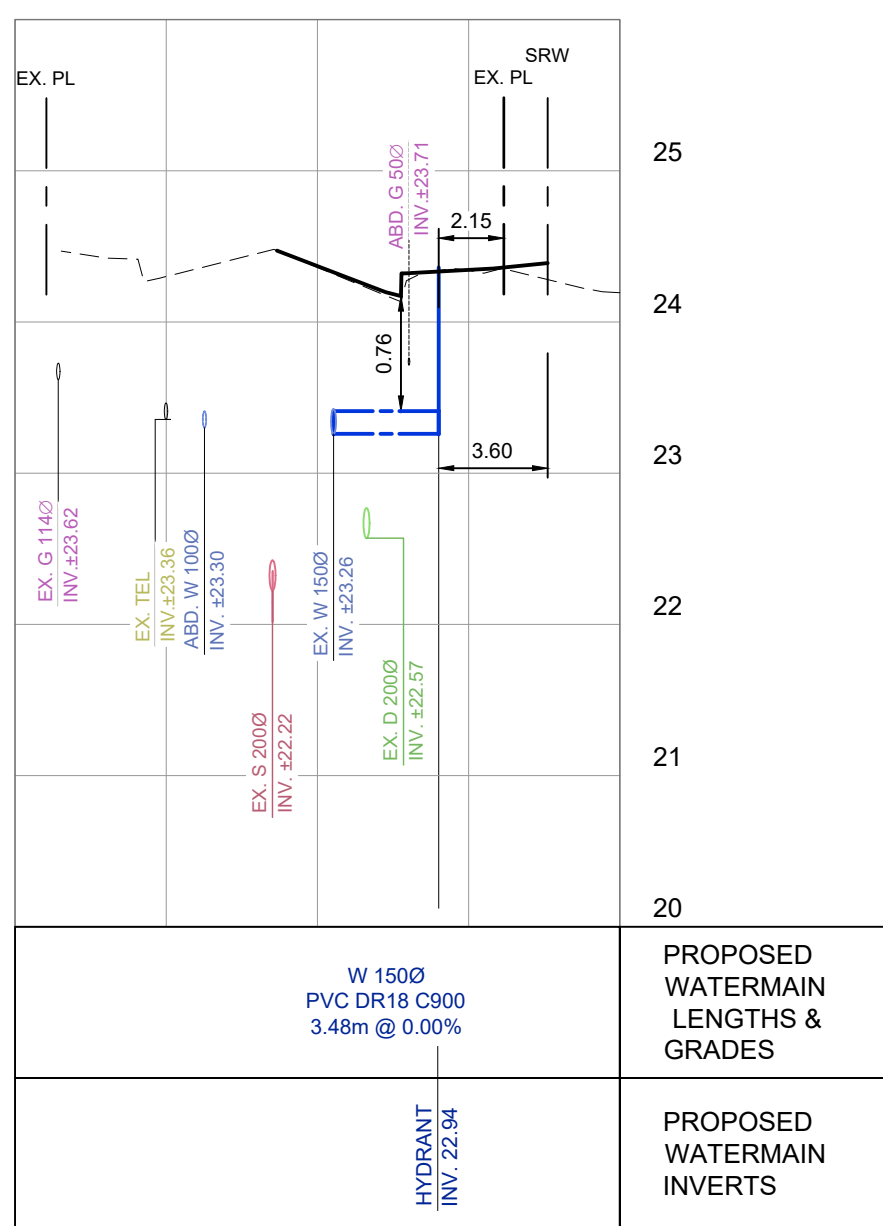 SRW
EX. PL
EX. PL
25
ABD. G 50Ø
INV.±23.71
2.15
24
0.76
3.60
23
EX. G 114Ø
INV.±23.62
EX. TEL
INV.±23.36
ABD. W 100Ø
INV. ±23.30
EX. W 150Ø
INV. ±23.26
22
EX. S 200Ø
INV. ±22.22
EX. D 200Ø
INV. ±22.57
21
20
W 150Ø
PVC DR18 C900
3.48m @ 0.00%
PROPOSED
WATERMAIN
LENGTHS &
GRADES
HYDRANT
INV. 22.94
PROPOSED
WATERMAIN
INVERTS